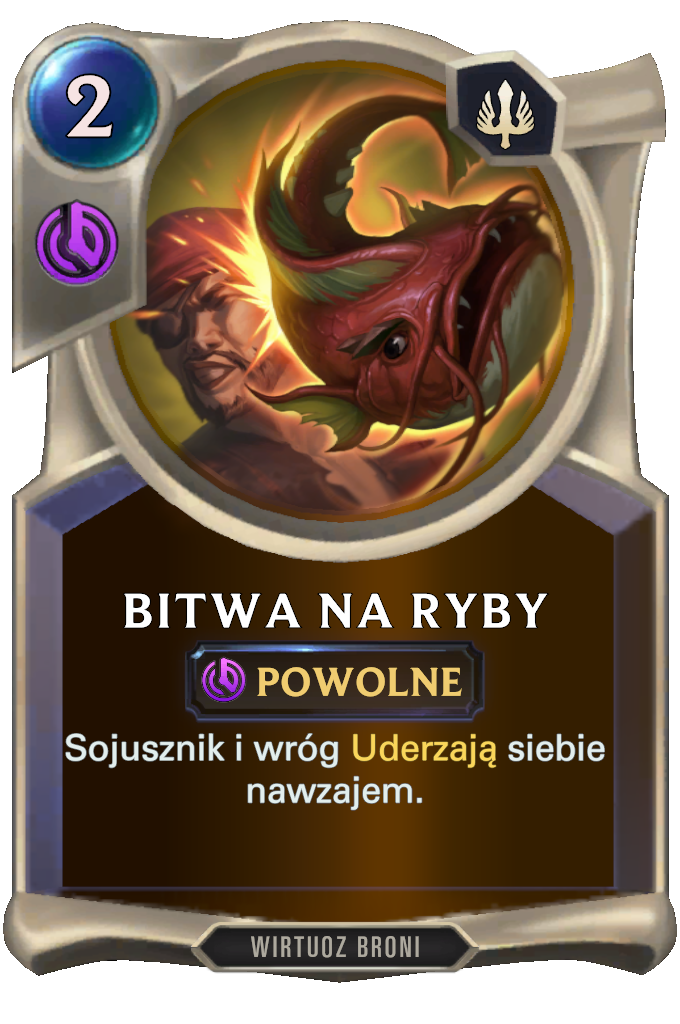 2
BITWA NA RYBY
POWOLNE
Sojusznik i wróg Uderzają siebie
nawzajem.
WIRTUOZ BRONI